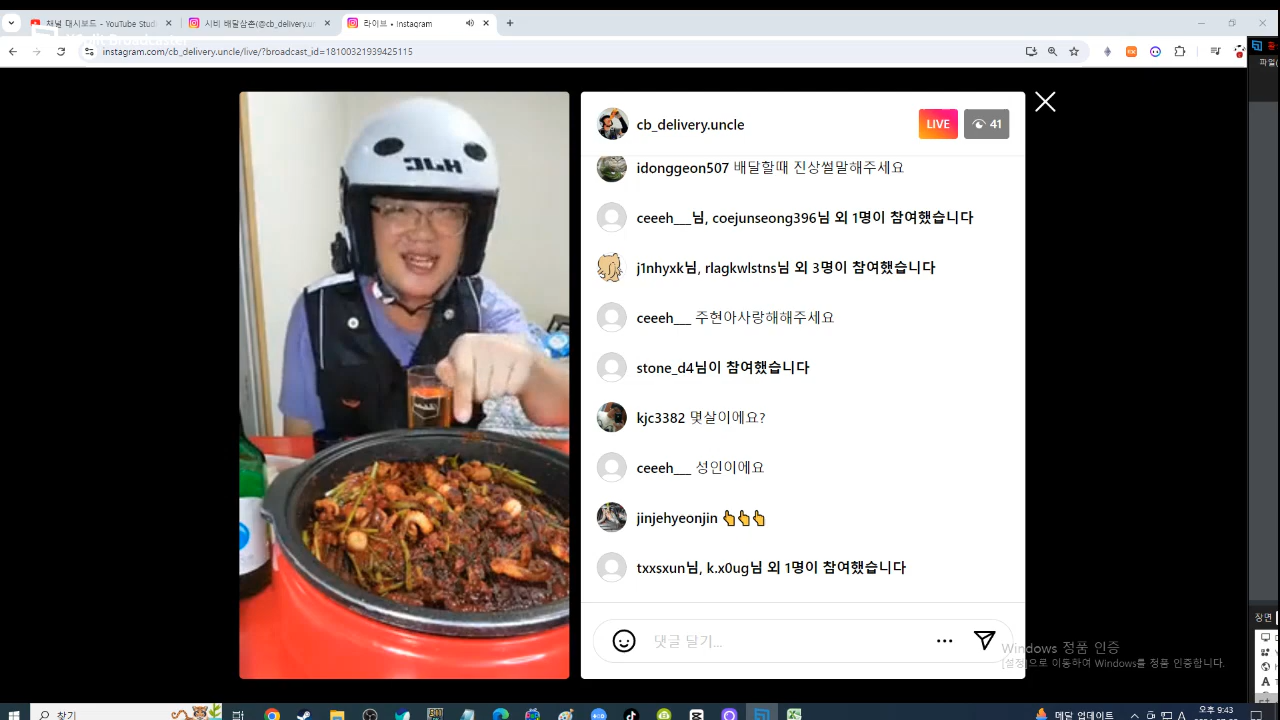 채널 대시보드 - YouTube Studi
시비 배달삼촌(@cb_delivery.u
라이브 • Instagram
instagram.com/cb_delivery.uncle/live/?broadcast_id=18100321939425115
파일(
cb_delivery.uncle
LIVE
41
idonggeon507 배달할때 진상썰말해주세요
ceeeh___님, coejunseong396님 외 1명이 참여했습니다
j1nhyxk님, rlagkwlstns님 외 3명이 참여했습니다
ceeeh___ 주현아사랑해해주세요
stone_d4님이 참여했습니다
kjc3382 몇살이에요?
ceeeh___ 성인이에요
jinjehyeonjin 👆👆👆
txxsxun님, k.x0ug님 외 1명이 참여했습니다
댓글 달기...
Windows 정품 인증
[설정]으로 이동하여 Windows를 정품 인증합니다.
장면
찾기
메달 업데이트
오후 9:43